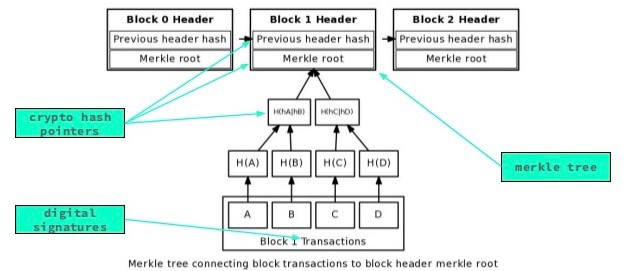 Block 0 Header
Block 1 Header
Block 2 Header
Previous header hash
Previous header hash
Previous header hash
Merkle root
Merkle root
Merkle root
crypto hash
pointers
H(hA|hB)
H(hC|hD)
merkle tree
H(A)
H(B)
H(C)
H(D)
digital
signatures
A
B
C
D
Block 1 Transactions
Merkle tree connecting block transactions to block header merkle root